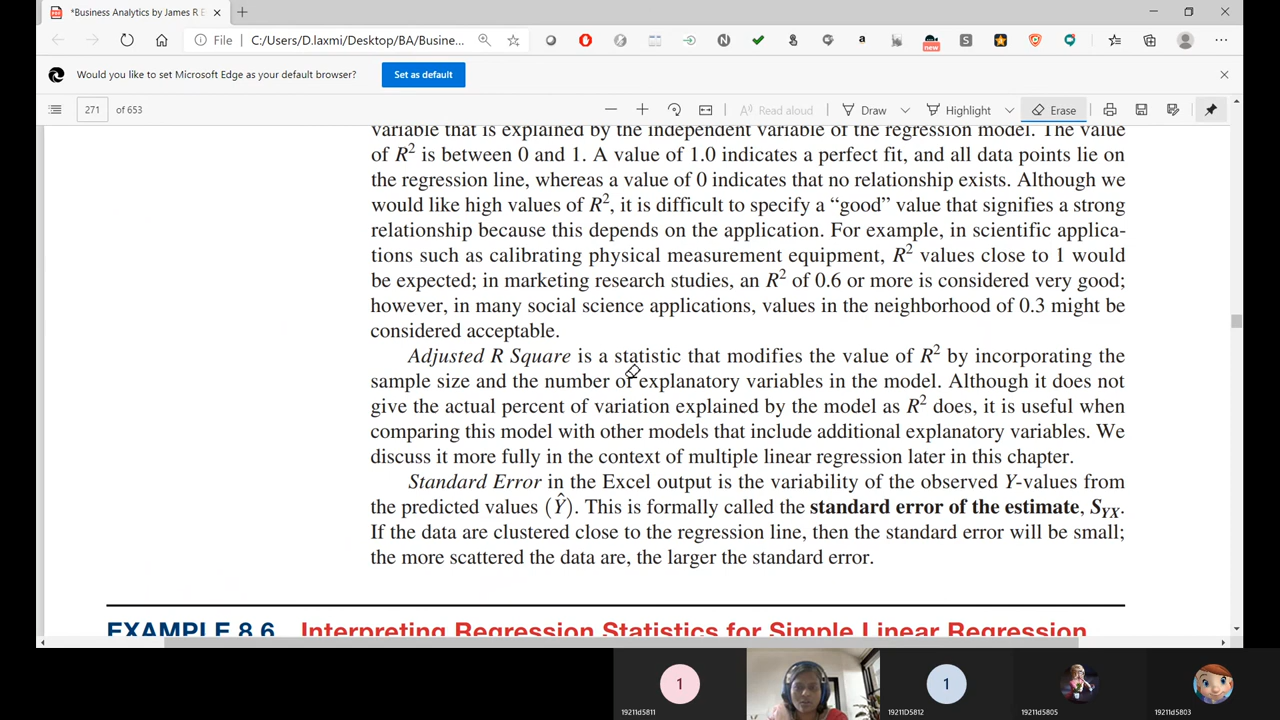 *Business Analytics by James R E
File
C:/Users/D.laxmi/Desktop/BA/Busine...
new
Would you like to set Microsoft Edge as your default browser?
Set as default
271 of 653
Read aloud
Draw
Highlight
Erase
variable that is explained by the independent variable of the regression model. The value
of R² is between 0 and 1. A value of 1.0 indicates a perfect fit, and all data points lie on
the regression line, whereas a value of 0 indicates that no relationship exists. Although we
would like high values of R², it is difficult to specify a “good” value that signifies a strong
relationship because this depends on the application. For example, in scientific applica-
tions such as calibrating physical measurement equipment, R² values close to 1 would
be expected; in marketing research studies, an R² of 0.6 or more is considered very good;
however, in many social science applications, values in the neighborhood of 0.3 might be
considered acceptable.
Adjusted R Square is a statistic that modifies the value of R² by incorporating the
sample size and the number of explanatory variables in the model. Although it does not
give the actual percent of variation explained by the model as R² does, it is useful when
comparing this model with other models that include additional explanatory variables. We
discuss it more fully in the context of multiple linear regression later in this chapter.
Standard Error in the Excel output is the variability of the observed Y-values from
the predicted values (Ŷ). This is formally called the standard error of the estimate, S_YX.
If the data are clustered close to the regression line, then the standard error will be small;
the more scattered the data are, the larger the standard error.
EXAMPLE 8.6 Interpreting Regression Statistics for Simple Linear Regression
1
1
19211d5811
19211D5812
19211d5805
19211d5803